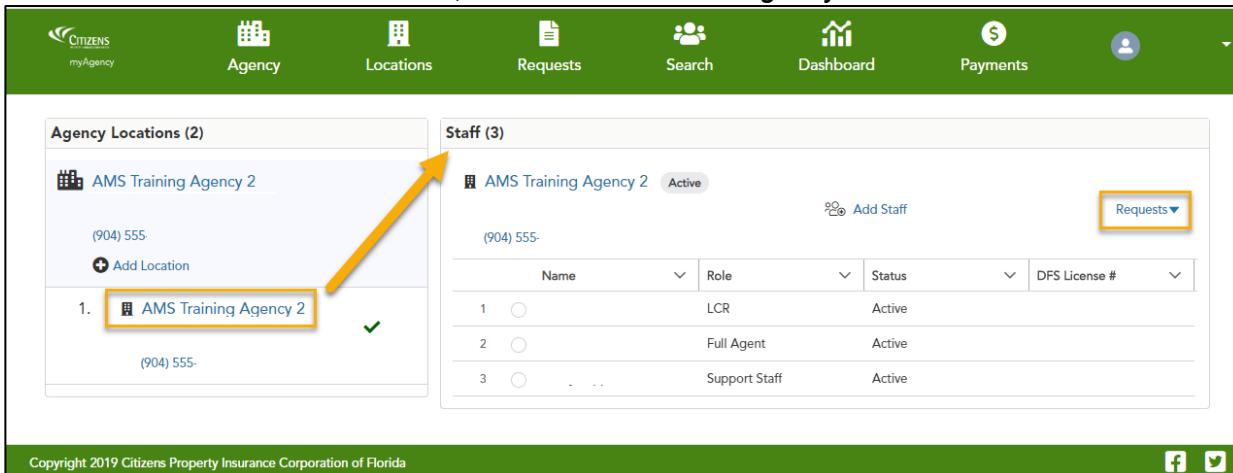 CITIZENS
myAgency
Agency
Locations
Requests
Search
Dashboard
Payments
Agency Locations (2)
AMS Training Agency 2
(904) 555-
Add Location
1. AMS Training Agency 2
(904) 555-
Staff (3)
AMS Training Agency 2 Active
Add Staff
Requests
(904) 555-
Name Role Status DFS License #
1 LCR Active
2 Full Agent Active
3 Support Staff Active
Copyright 2019 Citizens Property Insurance Corporation of Florida